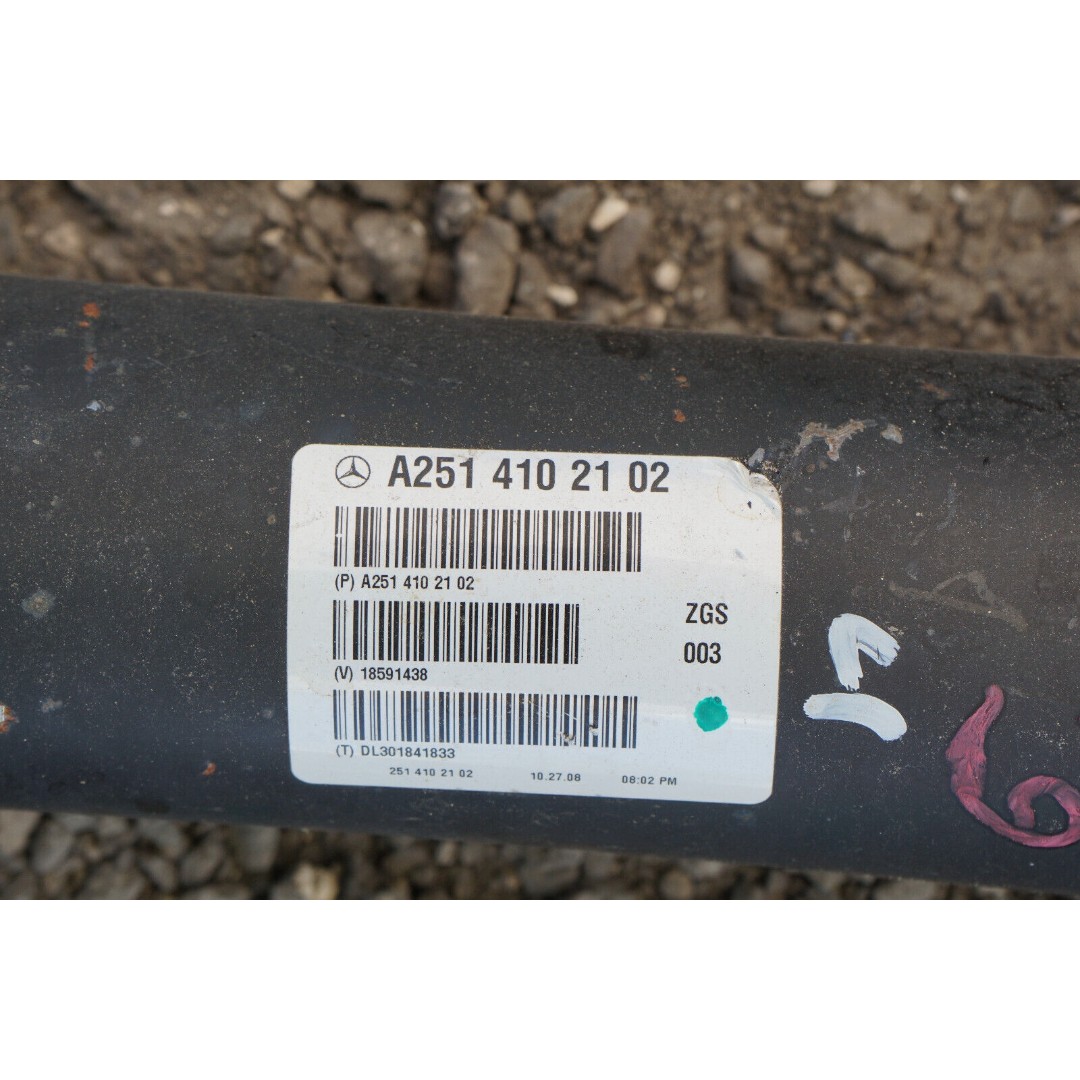 A251 410 21 02
(P) A251 410 21 02
ZGS
003
(V) 18591438
(T) DL301841833
251 410 21 02 10.27.08 08:02 PM
6